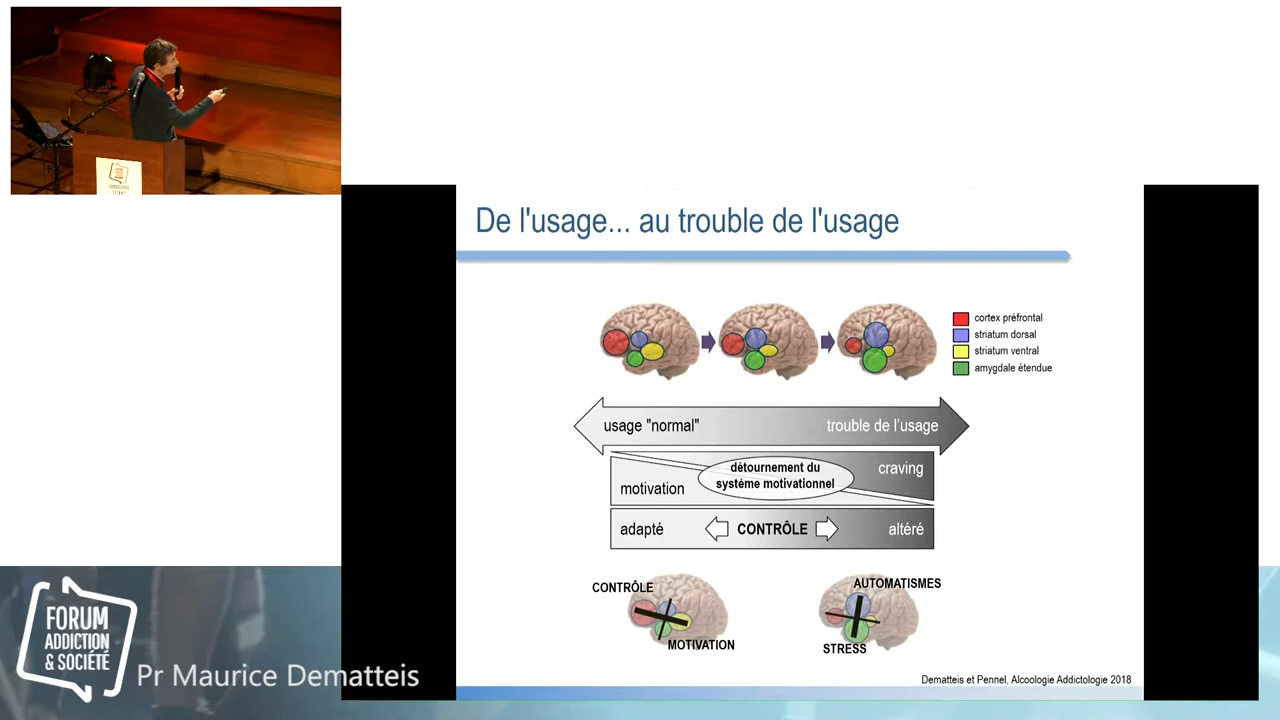 De l'usage... au trouble de l'usage
cortex préfrontal
striatum dorsal
striatum ventral
amygdale étendue
usage "normal"
trouble de l'usage
détournement du
système motivationnel
craving
motivation
adapté
CONTRÔLE
altéré
CONTRÔLE
MOTIVATION
AUTOMATISMES
STRESS
Dematteis et Pennel, Alcoologie Addictologie 2018
FORUM
ADDICTION
& SOCIÉTÉ
Pr Maurice Dematteis